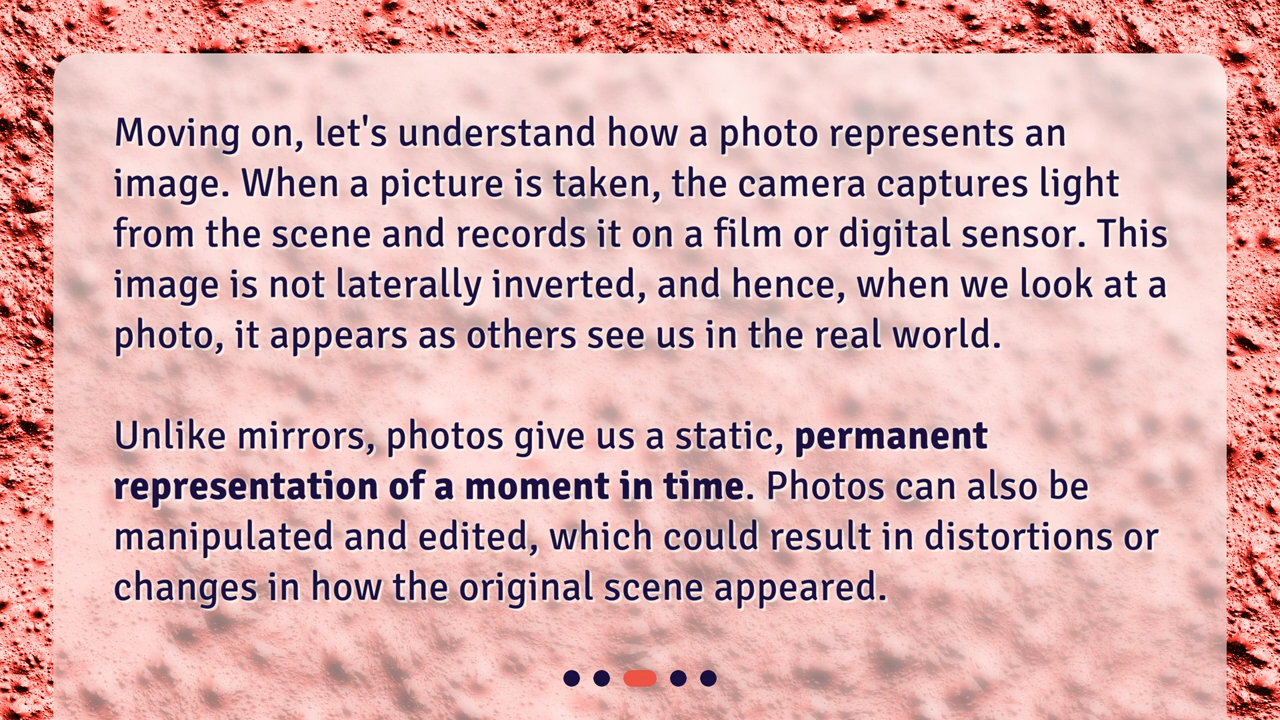 Moving on, let's understand how a photo represents an
image. When a picture is taken, the camera captures light
from the scene and records it on a film or digital sensor. This
image is not laterally inverted, and hence, when we look at a
photo, it appears as others see us in the real world.
Unlike mirrors, photos give us a static, permanent
representation of a moment in time. Photos can also be
manipulated and edited, which could result in distortions or
changes in how the original scene appeared.